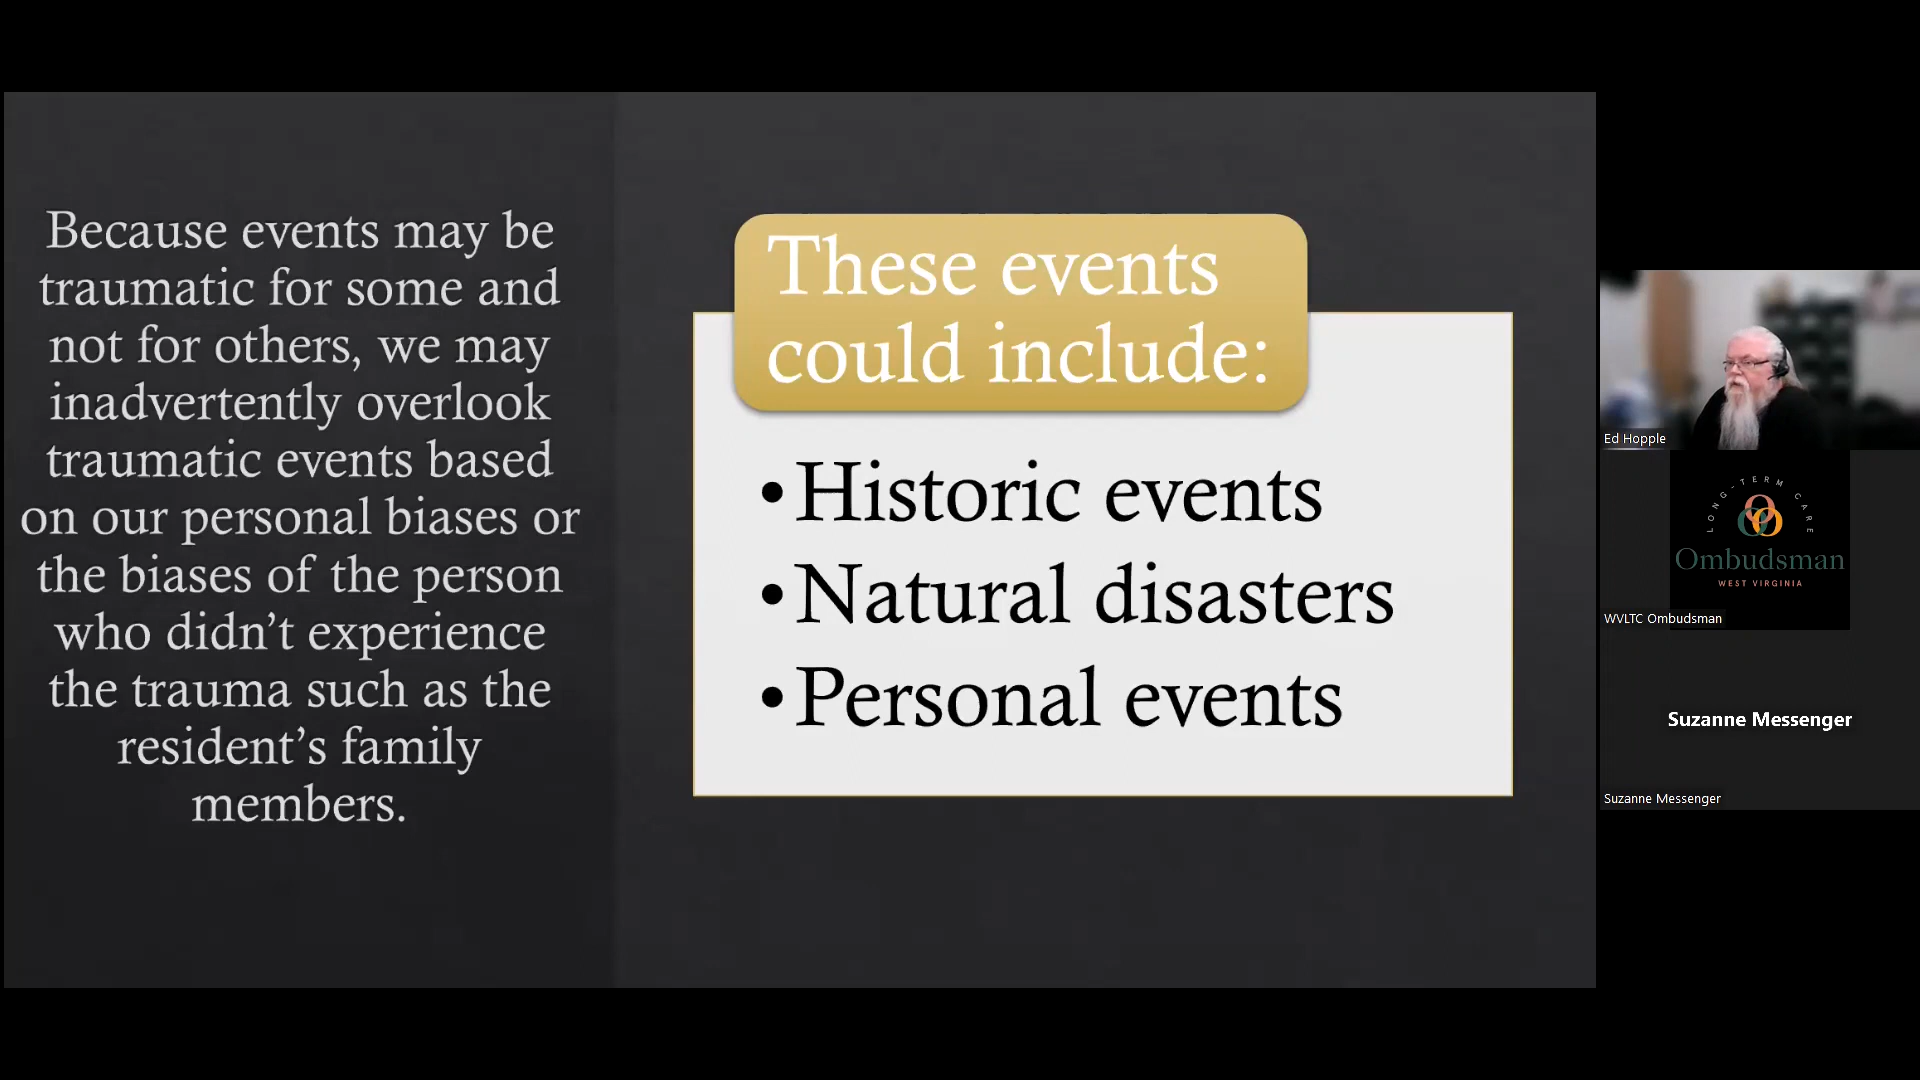 Because events may be
traumatic for some and
not for others, we may
inadvertently overlook
traumatic events based
on our personal biases or
the biases of the person
who didn’t experience
the trauma such as the
resident’s family
members.
These events
could include:
•Historic events
•Natural disasters
•Personal events
Ed Hopple
LONG-TERM CARE
Ombudsman
WEST VIRGINIA
WVLTC Ombudsman
Suzanne Messenger
Suzanne Messenger